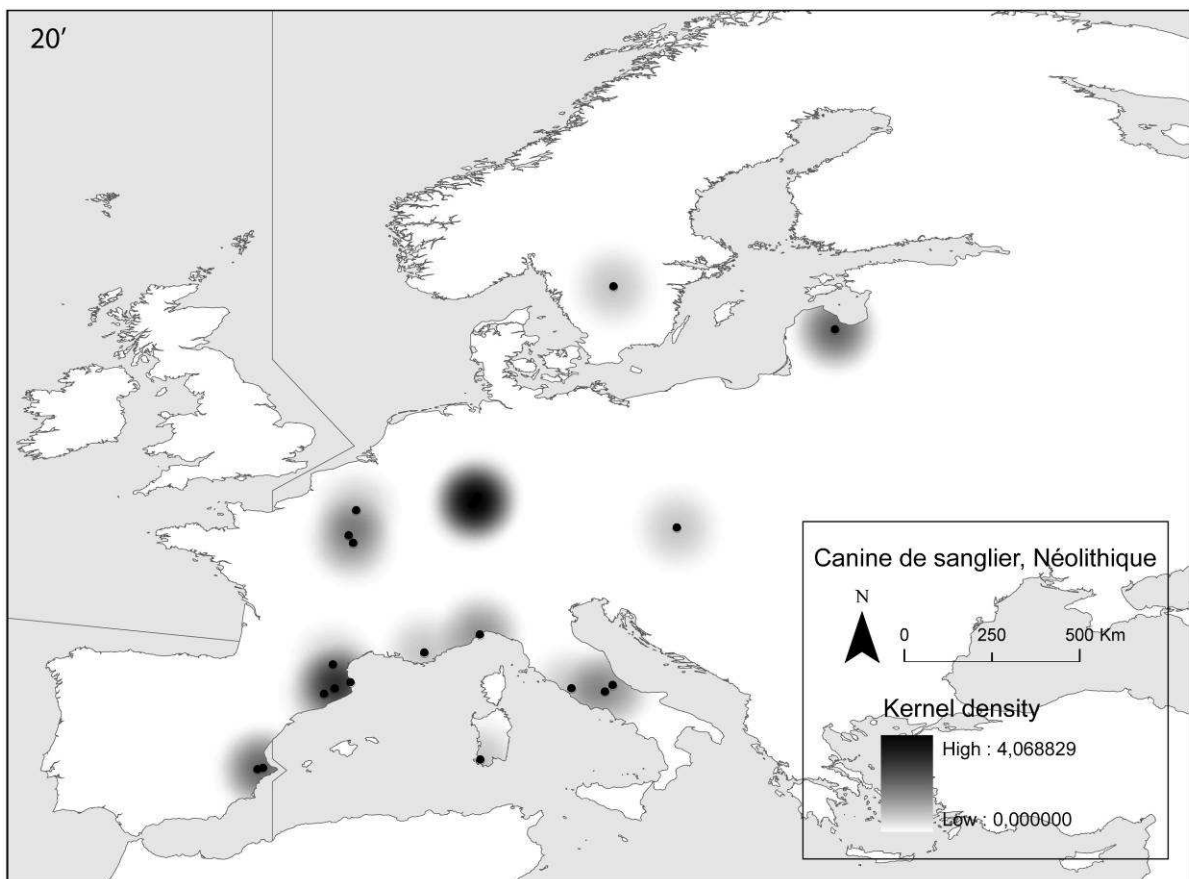 20’
Canine de sanglier, Néolithique
N
0 250 500 Km
Kernel density
High : 4,068829
Low : 0,000000